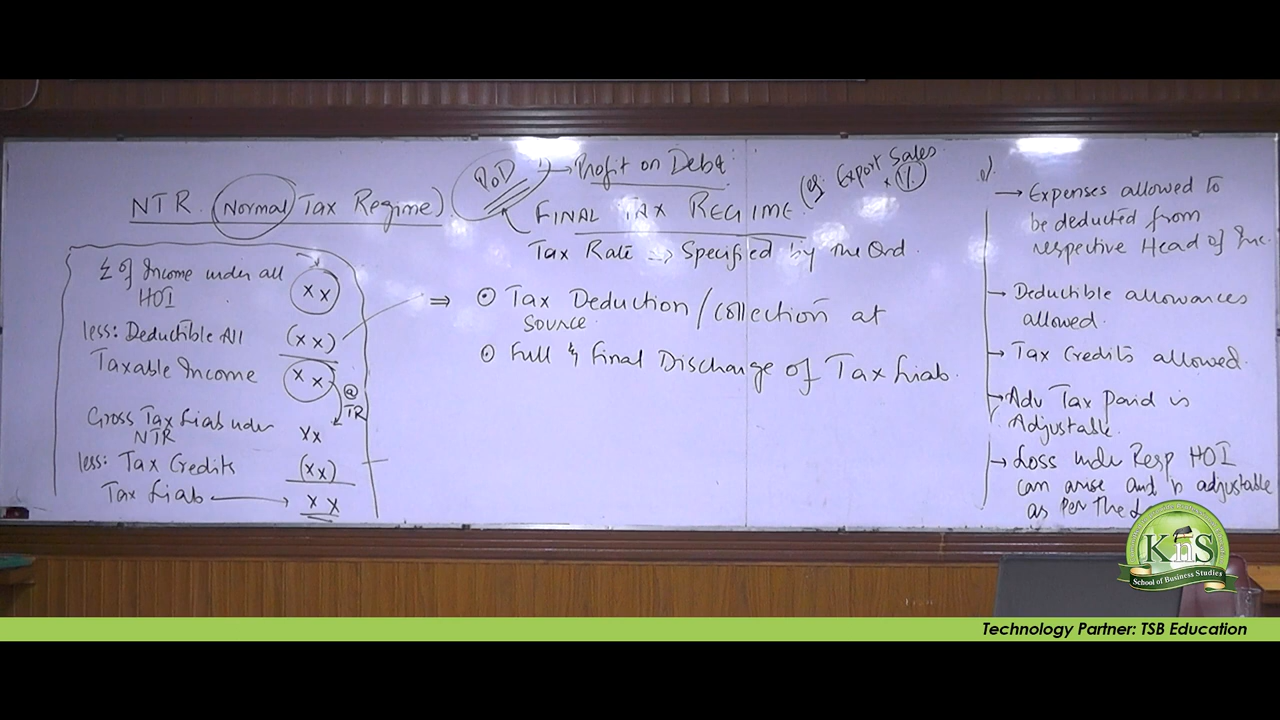 PoD
1) → Profit on Debt
(eg: Export Sales
× %
NTR (Normal Tax Regime)
FINAL TAX REGIME
Tax Rate → Specified by the Ord
Σ of Income under all
HOI
XX
less: Deductible All
(XX)
Taxable Income
XX
@
TR
Gross Tax Liab under
NTR
XX
less: Tax Credits
(XX)
Tax Liab → XX
⇒ ⊙ Tax Deduction/Collection at
source
⊙ Full & Final Discharge of Tax Liab.
→ Expenses allowed to
be deducted from
respective Head of Inc.
→ Deductible allowances
allowed.
→ Tax Credits allowed.
→ Adv Tax paid is
Adjustable.
→ Loss under Resp HOI
can arise and is adjustable
as per the
KnS
School of Business Studies
Technology Partner: TSB Education